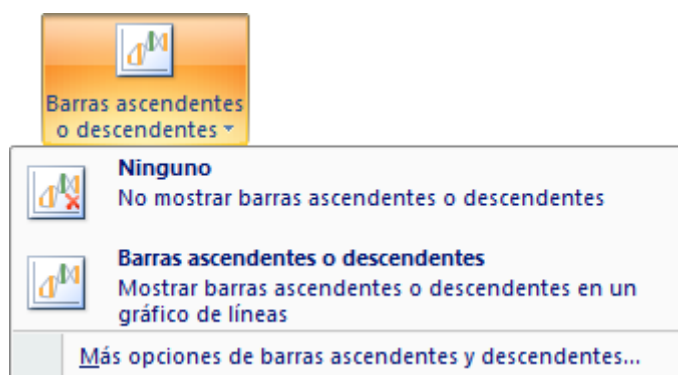 Barras ascendentes
o descendentes
Ninguno
No mostrar barras ascendentes o descendentes
Barras ascendentes o descendentes
Mostrar barras ascendentes o descendentes en un
gráfico de líneas
Más opciones de barras ascendentes y descendentes...